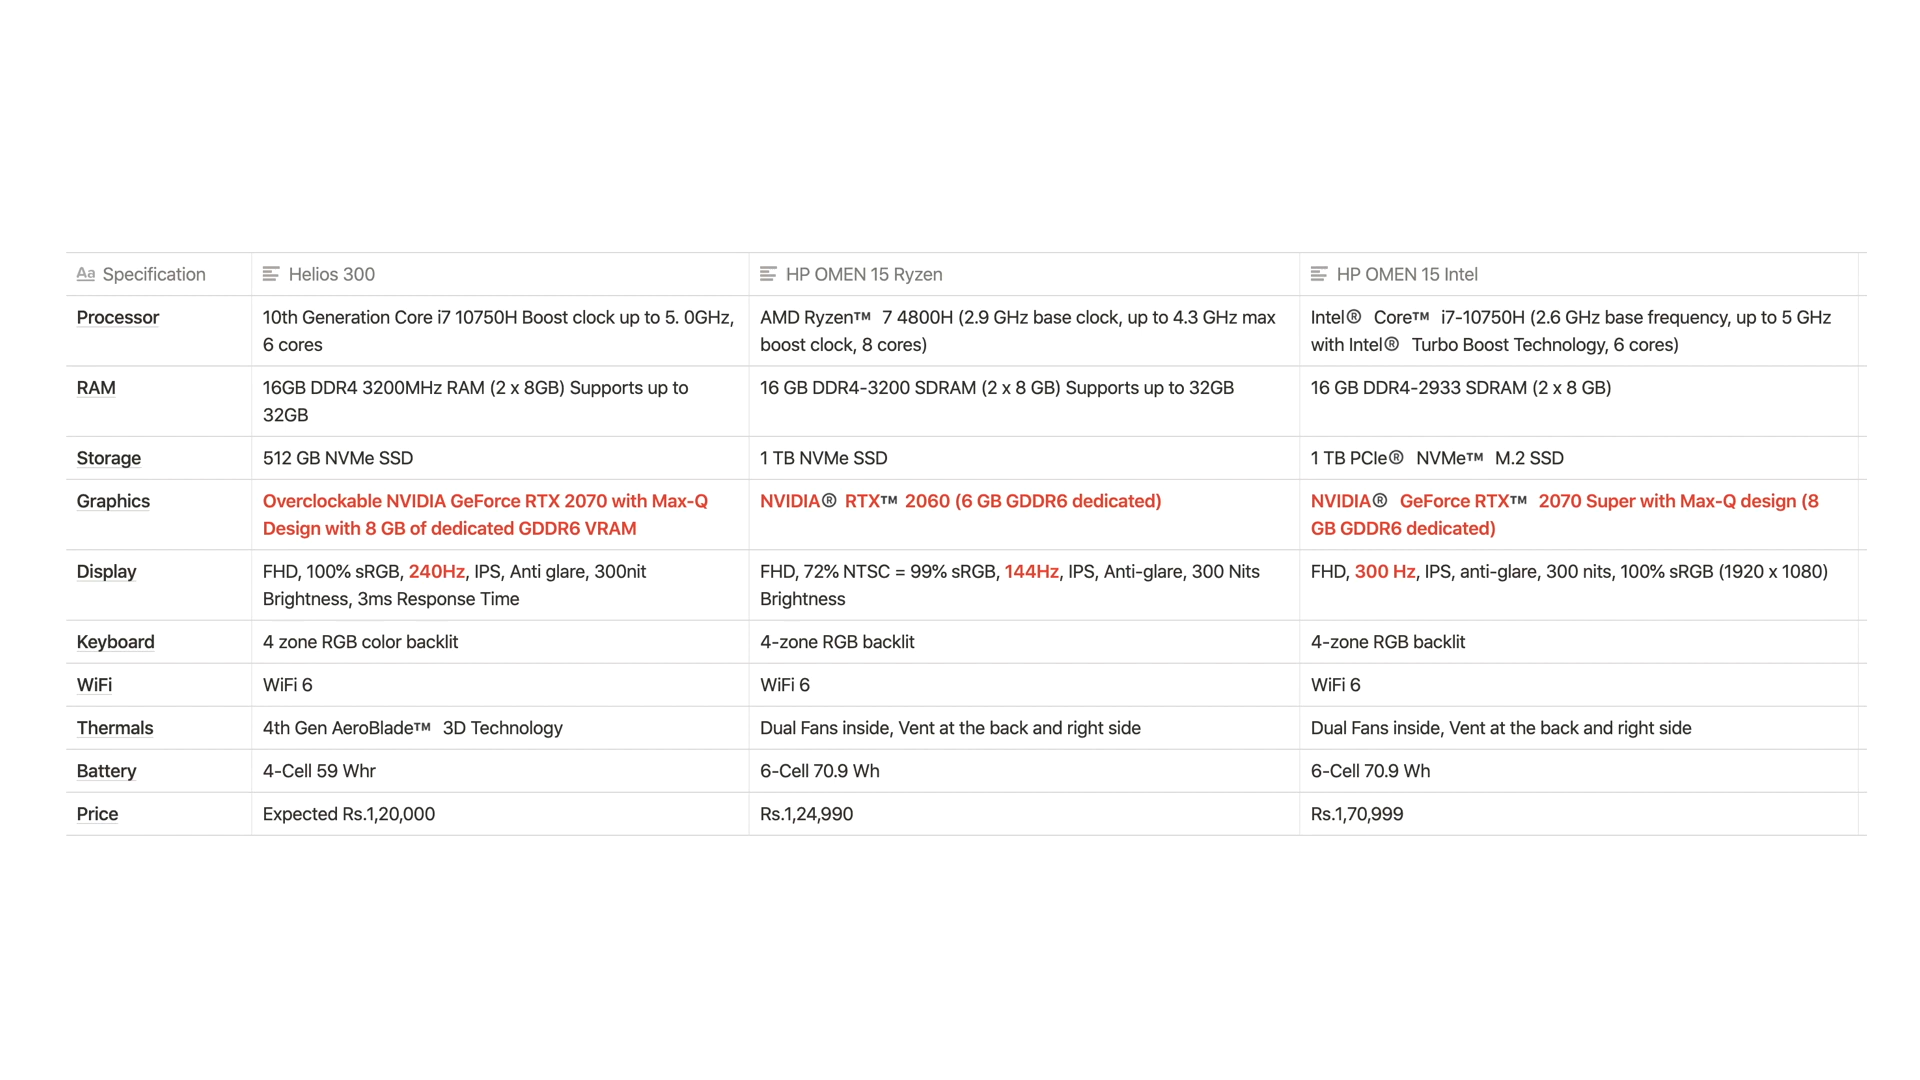 Aa Specification
Helios 300
HP OMEN 15 Ryzen
HP OMEN 15 Intel
Processor
10th Generation Core i7 10750H Boost clock up to 5. 0GHz,
6 cores
AMD Ryzen™ 7 4800H (2.9 GHz base clock, up to 4.3 GHz max
boost clock, 8 cores)
Intel® Core™ i7-10750H (2.6 GHz base frequency, up to 5 GHz
with Intel® Turbo Boost Technology, 6 cores)
RAM
16GB DDR4 3200MHz RAM (2 x 8GB) Supports up to
32GB
16 GB DDR4-3200 SDRAM (2 x 8 GB) Supports up to 32GB
16 GB DDR4-2933 SDRAM (2 x 8 GB)
Storage
512 GB NVMe SSD
1 TB NVMe SSD
1 TB PCIe® NVMe™ M.2 SSD
Graphics
Overclockable NVIDIA GeForce RTX 2070 with Max-Q
Design with 8 GB of dedicated GDDR6 VRAM
NVIDIA® RTX™ 2060 (6 GB GDDR6 dedicated)
NVIDIA® GeForce RTX™ 2070 Super with Max-Q design (8
GB GDDR6 dedicated)
Display
FHD, 100% sRGB, 240Hz, IPS, Anti glare, 300nit
Brightness, 3ms Response Time
FHD, 72% NTSC = 99% sRGB, 144Hz, IPS, Anti-glare, 300 Nits
Brightness
FHD, 300 Hz, IPS, anti-glare, 300 nits, 100% sRGB (1920 x 1080)
Keyboard
4 zone RGB color backlit
4-zone RGB backlit
4-zone RGB backlit
WiFi
WiFi 6
WiFi 6
WiFi 6
Thermals
4th Gen AeroBlade™ 3D Technology
Dual Fans inside, Vent at the back and right side
Dual Fans inside, Vent at the back and right side
Battery
4-Cell 59 Whr
6-Cell 70.9 Wh
6-Cell 70.9 Wh
Price
Expected Rs.1,20,000
Rs.1,24,990
Rs.1,70,999